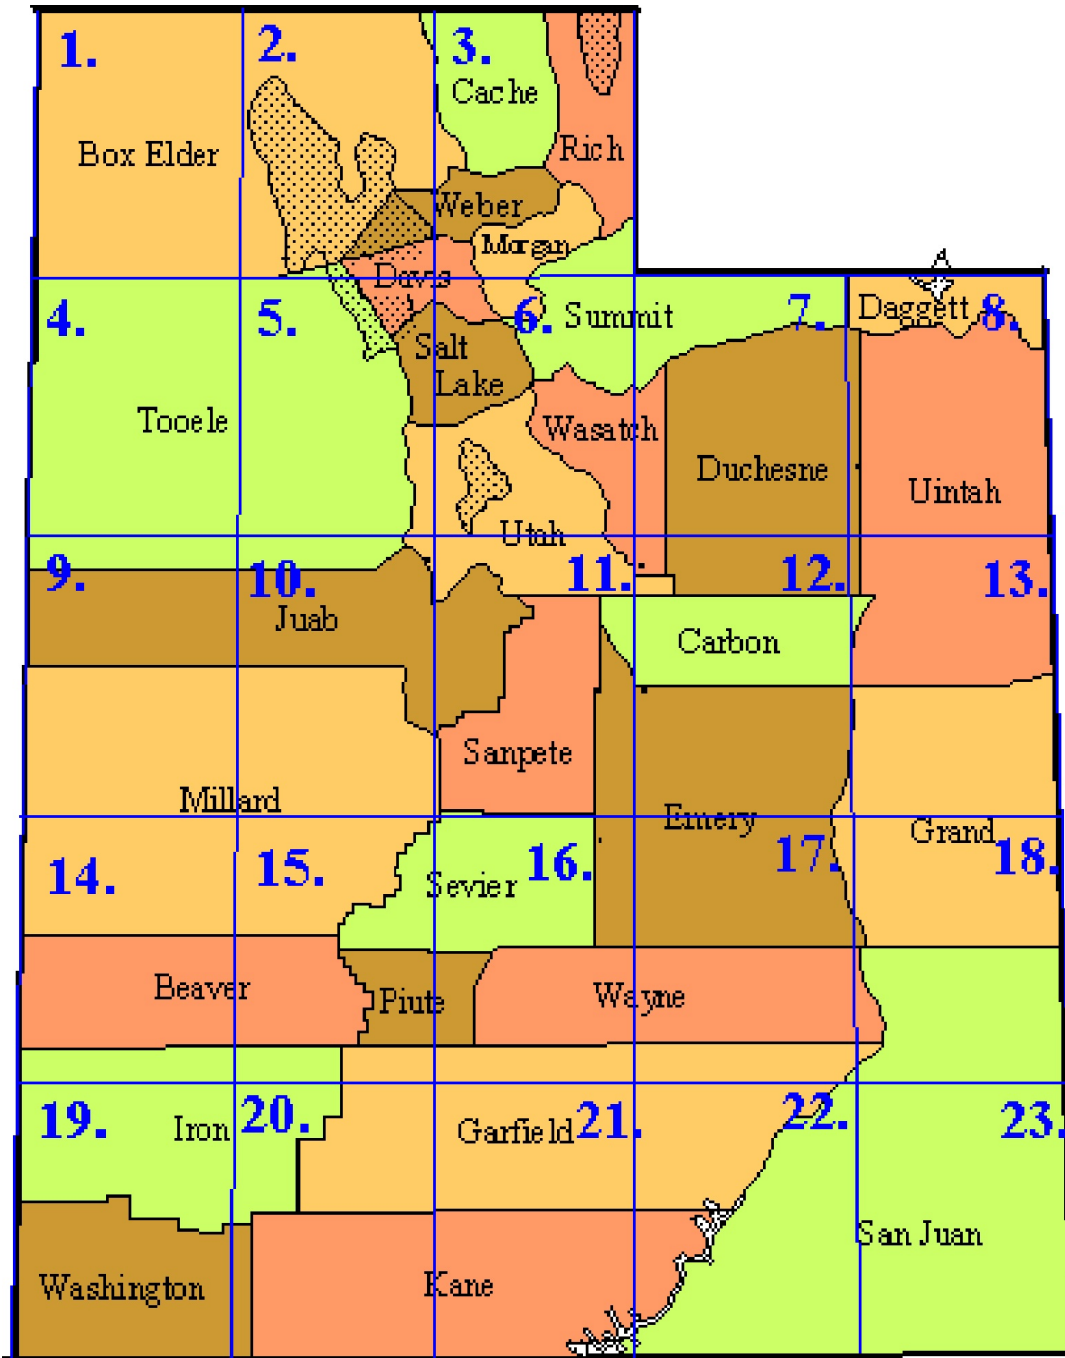 1.
2.
3.
Cache
Box Elder
Rich
Weber
Morgan
Davis
4.
5.
6.
Summit
7.
Daggett
8.
Salt
Lake
Tooele
Wasatch
Duchesne
Uintah
Utah
9.
10.
11.
12.
13.
Juab
Carbon
Sanpete
Millard
Emery
Grand
14.
15.
Sevier
16.
17.
18.
Beaver
Piute
Wayne
19.
Iron
20.
Garfield
21.
22.
23.
San Juan
Washington
Kane